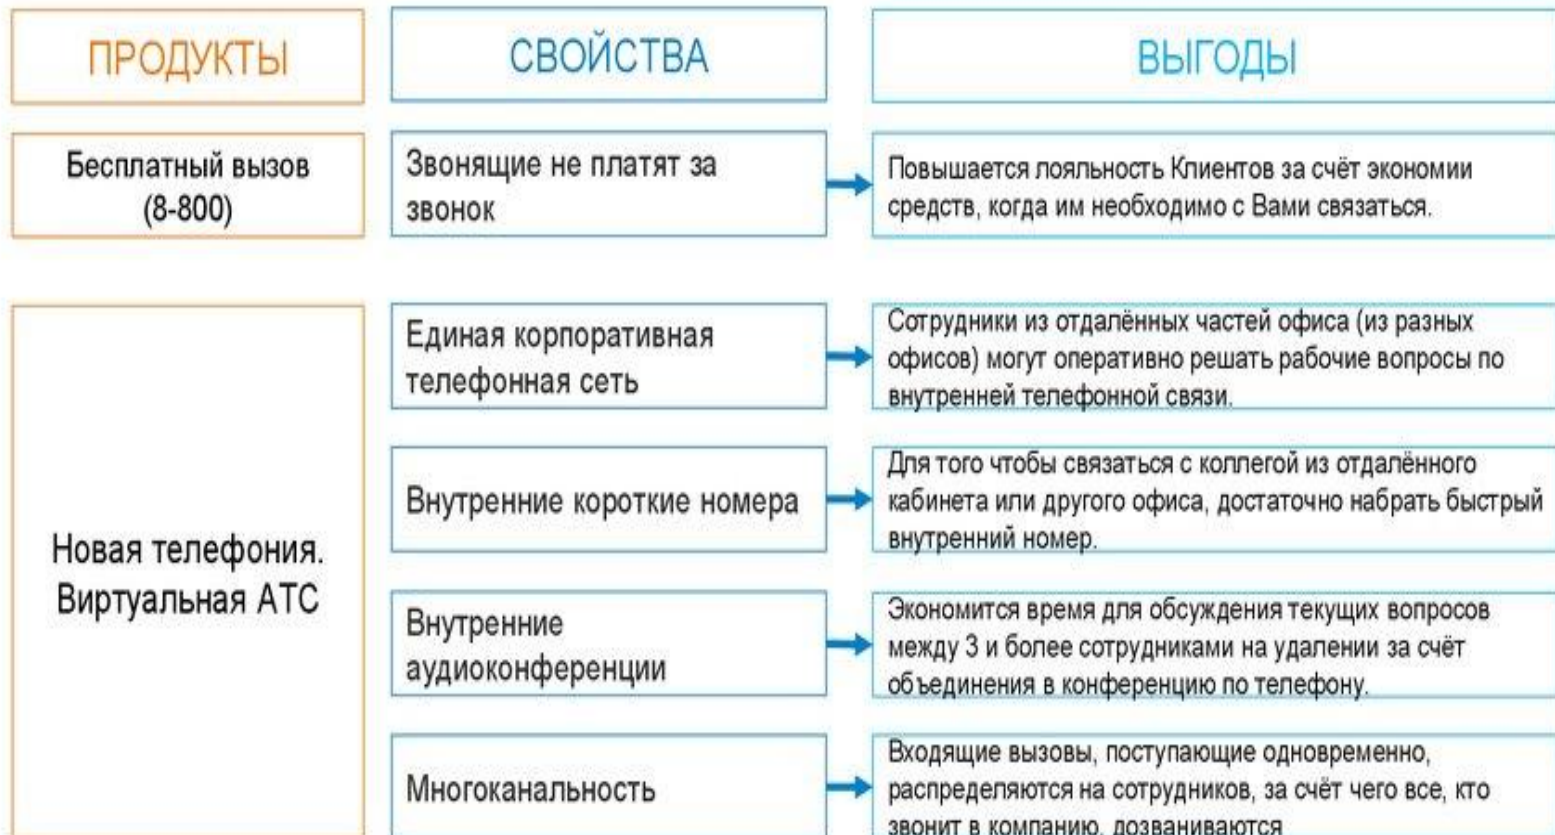 ПРОДУКТЫ
СВОЙСТВА
ВЫГОДЫ
Бесплатный вызов
(8-800)
Звонящие не платят за
звонок
Повышается лояльность Клиентов за счёт экономии
средств, когда им необходимо с Вами связаться.
Новая телефония.
Виртуальная АТС
Единая корпоративная
телефонная сеть
Сотрудники из отдалённых частей офиса (из разных
офисов) могут оперативно решать рабочие вопросы по
внутренней телефонной связи.
Внутренние короткие номера
Для того чтобы связаться с коллегой из отдалённого
кабинета или другого офиса, достаточно набрать быстрый
внутренний номер.
Внутренние
аудиоконференции
Экономится время для обсуждения текущих вопросов
между 3 и более сотрудниками на удалении за счёт
объединения в конференцию по телефону.
Многоканальность
Входящие вызовы, поступающие одновременно,
распределяются на сотрудников, за счёт чего все, кто
звонит в компанию, дозваниваются